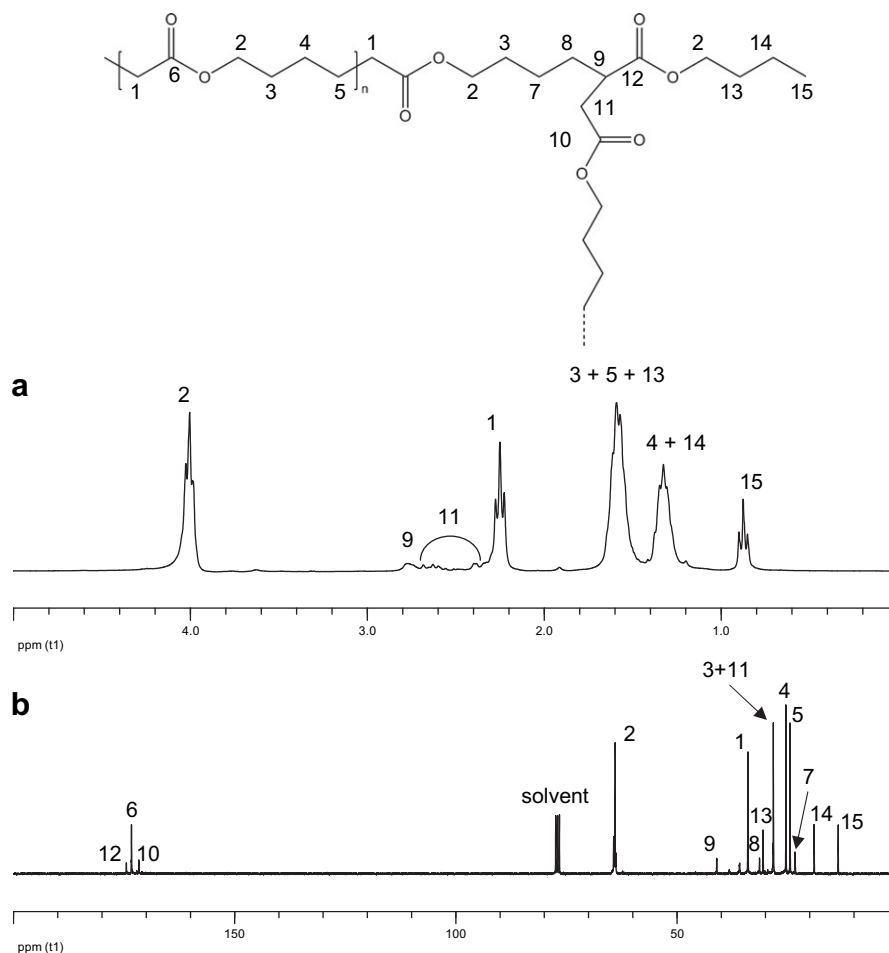 O O
2 4 1 3 8 9 2 14
6 O O 12 O
1 3 5 n 2 7 11 13 15
O 10 O
O
a
2 1 3 + 5 + 13 4 + 14 15
9 11
4.0 3.0 2.0 1.0
ppm (t1)
b
3+11 4
5
2 1 7
6 solvent
12 10 9 8 13 14 15
150 100 50
ppm (t1)